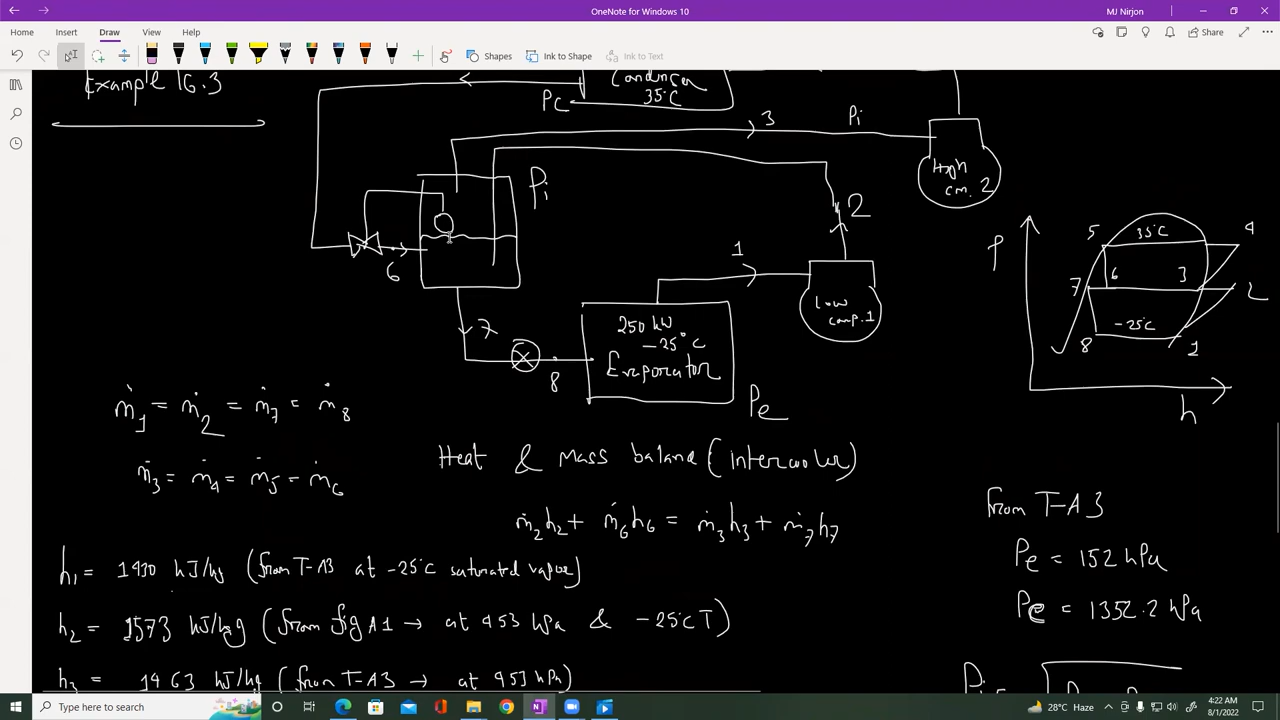 OneNote for Windows 10
MJ Nirjon
Home Insert Draw View Help
Share
Shapes Ink to Shape Ink to Text
Example 16.3
Condenser
35°C
Pc
3
Pi
High
cm. 2
Pi
2
6
1
Low
comp. 1
7
250 kW
-25°C
Evaporator
8
Pe
P
5 35°C 4
7 6 3 2
-25°C
8 1
h
ṁ1 = ṁ2 = ṁ7 = ṁ8
ṁ3 = ṁ4 = ṁ5 = ṁ6
Heat & Mass balance (intercooler)
ṁ2h2 + ṁ6h6 = ṁ3h3 + ṁ7h7
from T-A3
Pe = 152 kPa
Pc = 1352.2 kPa
h1 = 1430 kJ/kg (from T-A3 at -25°C saturated vapor)
h2 = 1573 kJ/kg (from fig A1 → at 453 kPa & -25°C T)
h3 = 1463 kJ/kg (from T-A3 → at 453 kPa)
Type here to search
28°C Haze
4:22 AM
8/1/2022